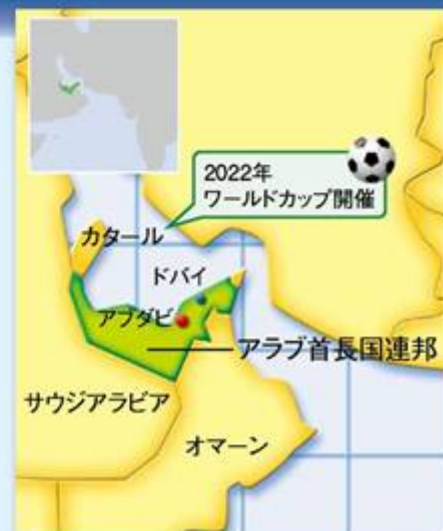 2022年
ワールドカップ開催
カタール
ドバイ
アブダビ
アラブ首長国連邦
サウジアラビア
オマーン